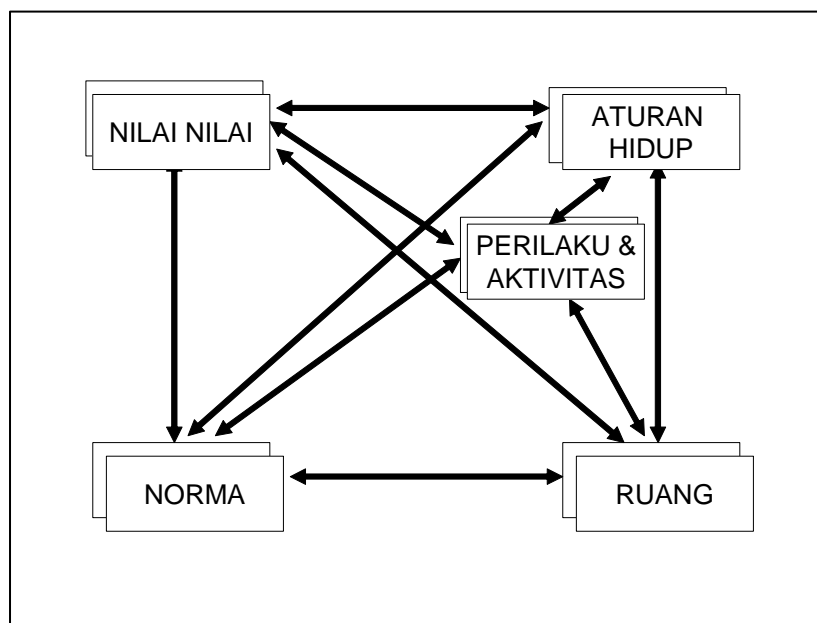 NILAI NILAI
ATURAN
HIDUP
PERILAKU &
AKTIVITAS
NORMA
RUANG